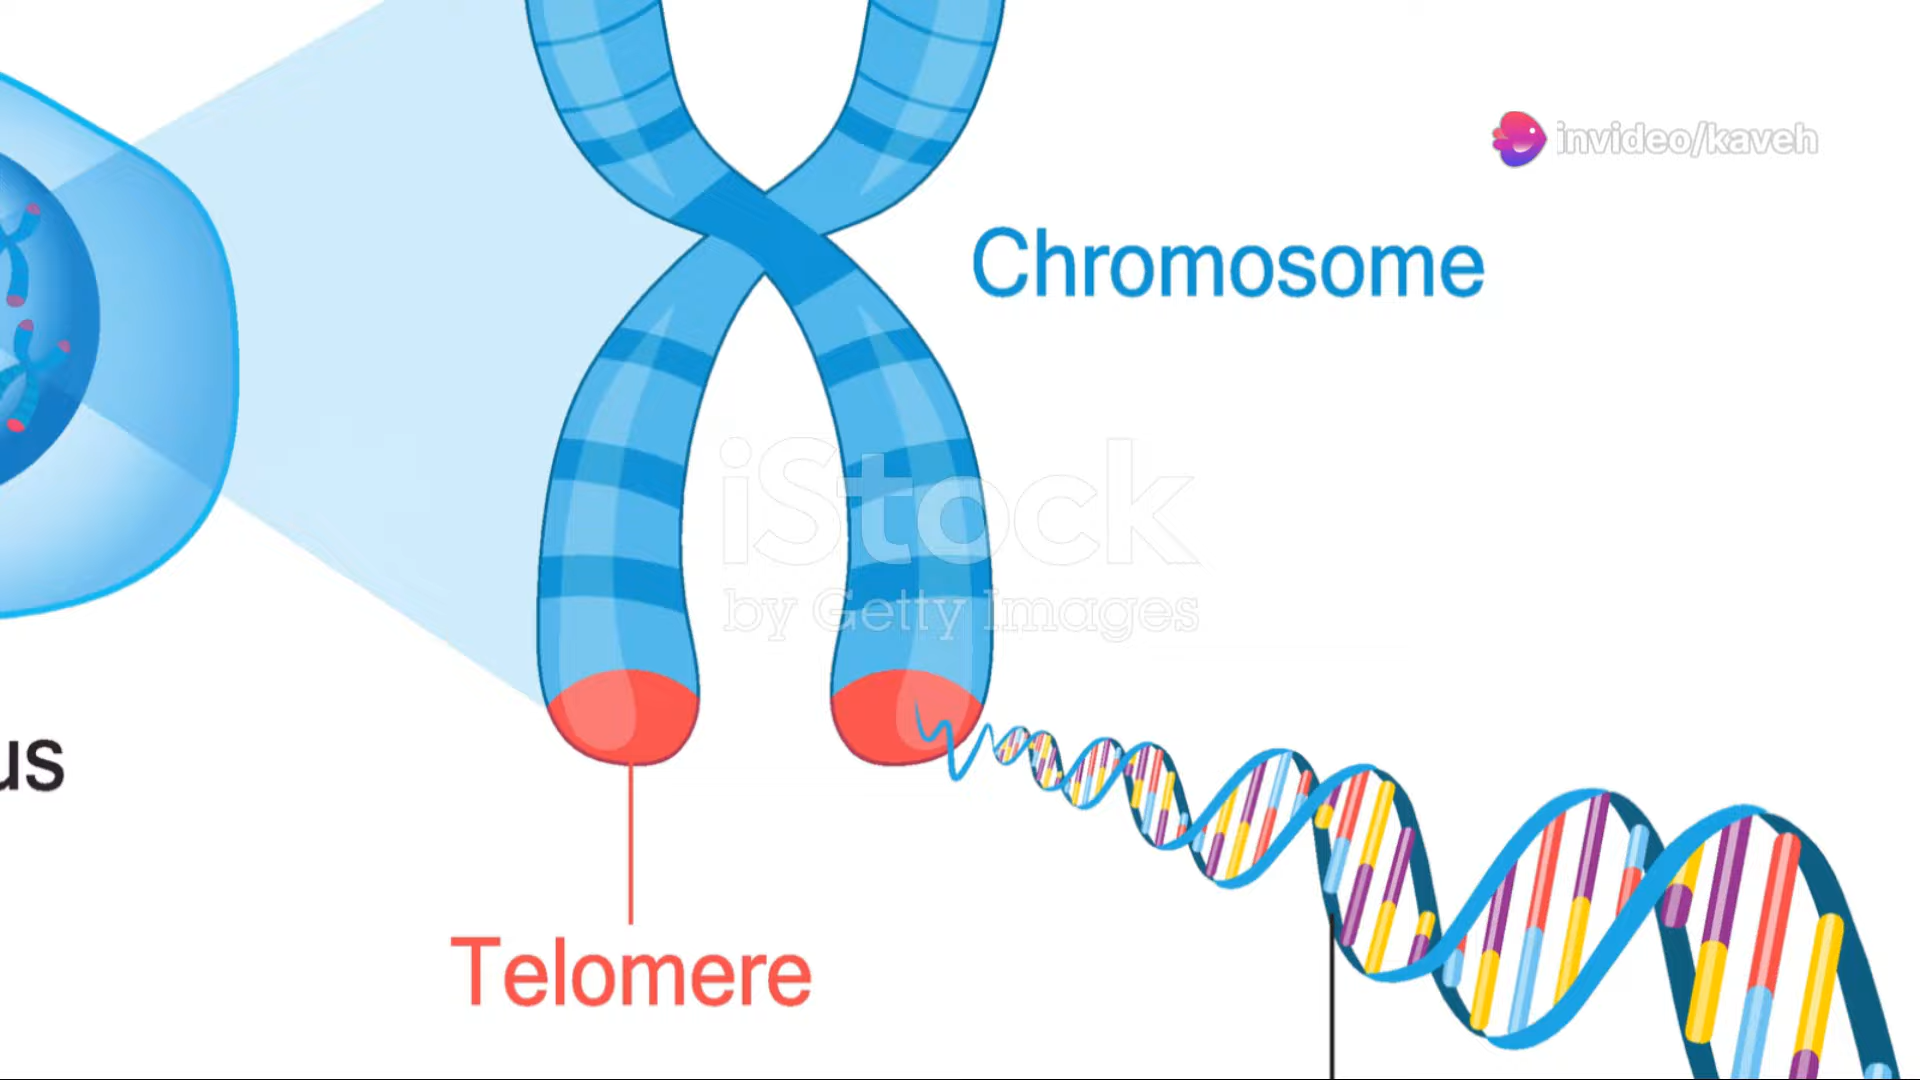 invideo/kaveh
Chromosome
iStock
by Getty Images
us
Telomere